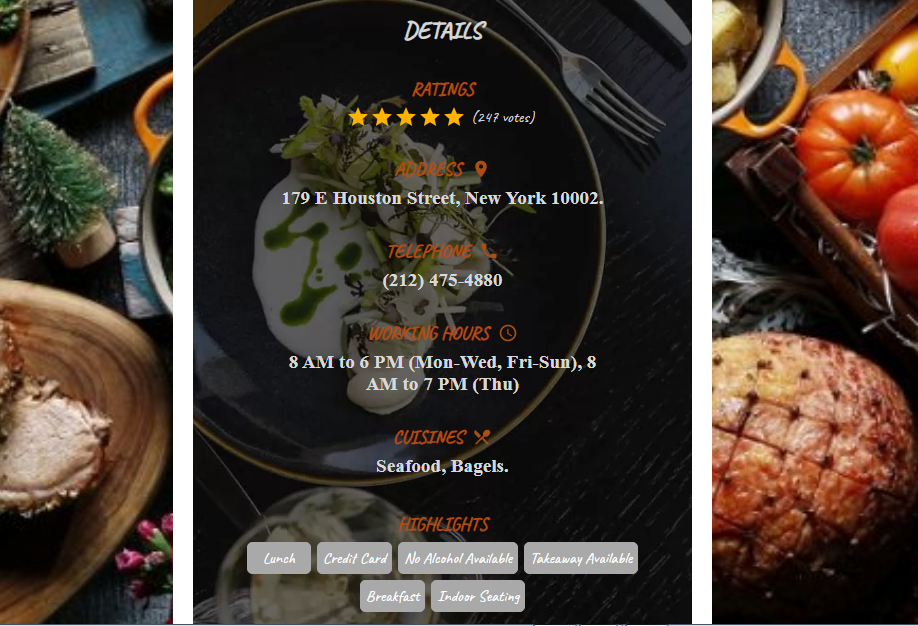 DETAILS
RATINGS
(247 votes)
ADDRESS
179 E Houston Street, New York 10002.
TELEPHONE
(212) 475-4880
WORKING HOURS
8 AM to 6 PM (Mon-Wed, Fri-Sun), 8
AM to 7 PM (Thu)
CUISINES
Seafood, Bagels.
HIGHLIGHTS
Lunch Credit Card No Alcohol Available Takeaway Available
Breakfast Indoor Seating